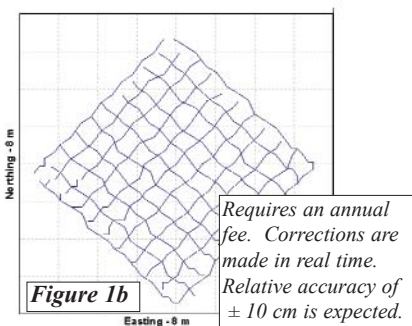 Northing - 8 m
Requires an annual
fee. Corrections are
made in real time.
Relative accuracy of
± 10 cm is expected.
Figure 1b
Easting - 8 m